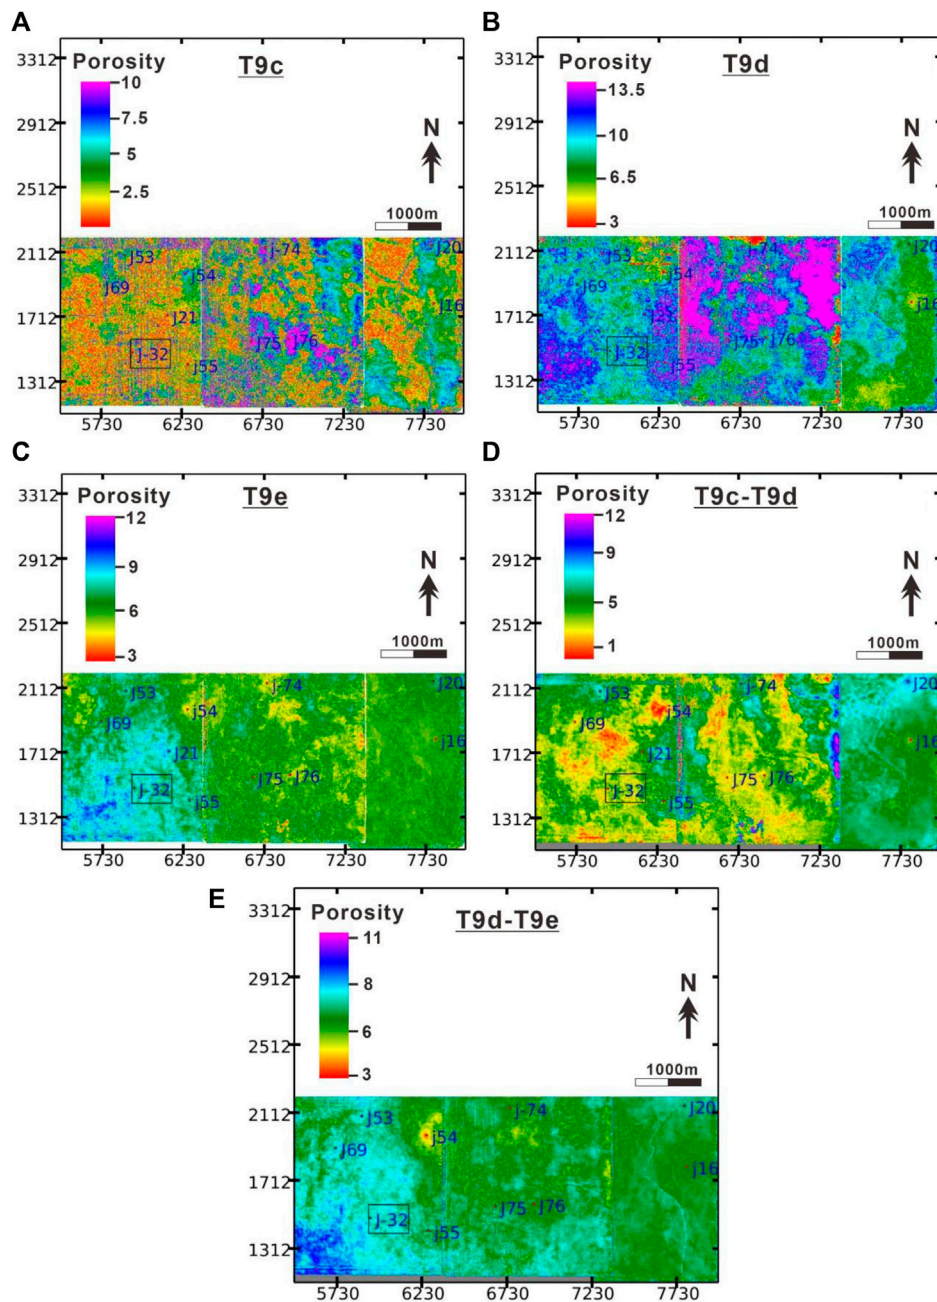 A
T9c
Porosity
10
7.5
5
2.5
N
1000m
3312
2912
2512
2112
1712
1312
J53
J69
J54
J21
J-32
j55
j-74
J75
J76
J20
J16
5730
6230
6730
7230
7730
B
T9d
Porosity
13.5
10
6.5
3
N
1000m
3312
2912
2512
2112
1712
1312
J53
J69
J54
J21
J-32
j55
j-74
J75
J76
J20
J16
5730
6230
6730
7230
7730
C
T9e
Porosity
12
9
6
3
N
1000m
3312
2912
2512
2112
1712
1312
J53
J69
j54
J21
j-32
j55
j-74
J75
J76
J20
j16
5730
6230
6730
7230
7730
D
T9c-T9d
Porosity
12
9
5
1
N
1000m
3312
2912
2512
2112
1712
1312
J53
J69
j54
J21
j-32
j55
j-74
J75
J76
J20
j16
5730
6230
6730
7230
7730
E
T9d-T9e
Porosity
11
8
6
3
N
1000m
3312
2912
2512
2112
1712
1312
J53
J69
j54
j-32
j55
j-74
J75
J76
J20
j16
5730
6230
6730
7230
7730